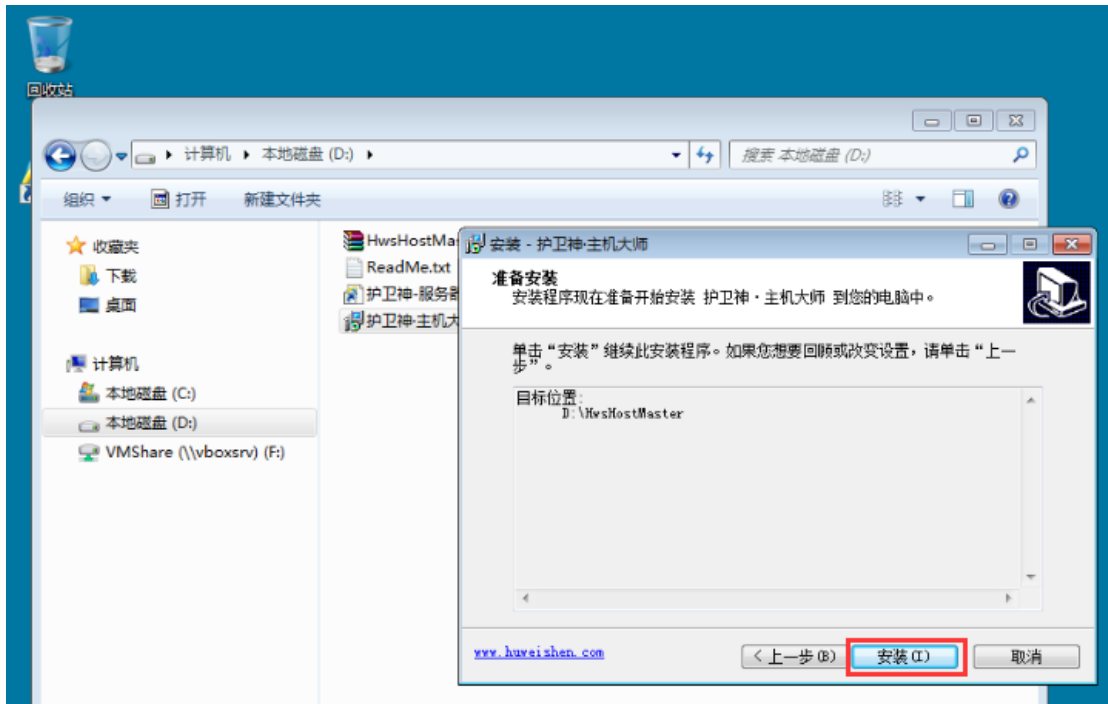 回收站
计算机 本地磁盘 (D:)
搜索 本地磁盘 (D:)
组织 打开 新建文件夹
收藏夹
下载
桌面
计算机
本地磁盘 (C:)
本地磁盘 (D:)
VMShare (\\vboxsrv) (F:)
HwsHostMa
ReadMe.txt
护卫神-服务器
护卫神·主机大
安装 - 护卫神·主机大师
准备安装
安装程序现在准备开始安装 护卫神·主机大师 到您的电脑中。
单击“安装”继续此安装程序。如果您想要回顾或改变设置，请单击“上一
步”。
目标位置:
D:\HwsHostMaster
www.huweishen.com
< 上一步(B) 安装(I) 取消